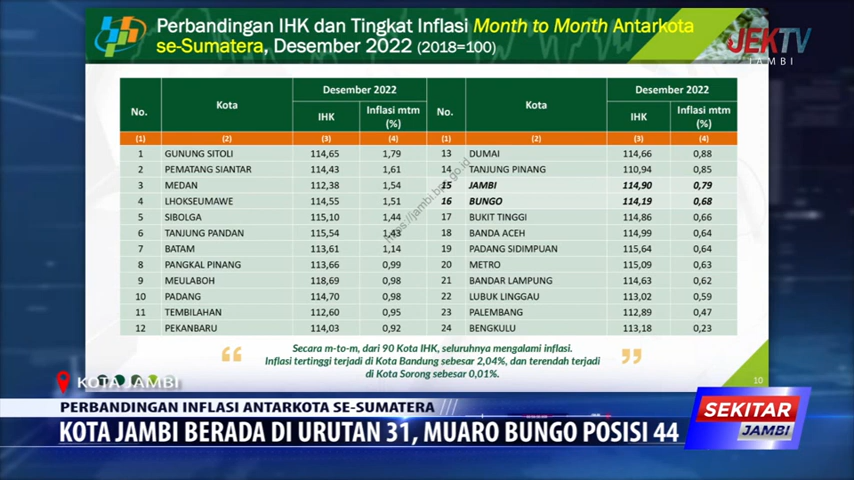 Perbandingan IHK dan Tingkat Inflasi Month to Month Antarkota
se-Sumatera, Desember 2022 (2018=100)
JEKTV
JAMBI
No. Kota Desember 2022 No. Kota Desember 2022
IHK Inflasi mtm (%) IHK Inflasi mtm (%)
(1) (2) (3) (4) (1) (2) (3) (4)
1 GUNUNG SITOLI 114,65 1,79 13 DUMAI 114,66 0,88
2 PEMATANG SIANTAR 114,43 1,61 14 TANJUNG PINANG 110,94 0,85
3 MEDAN 112,38 1,54 15 JAMBI 114,90 0,79
4 LHOKSEUMAWE 114,55 1,51 16 BUNGO 114,19 0,68
5 SIBOLGA 115,10 1,44 17 BUKIT TINGGI 114,86 0,66
6 TANJUNG PANDAN 115,54 1,43 18 BANDA ACEH 114,99 0,64
7 BATAM 113,61 1,14 19 PADANG SIDIMPUAN 115,64 0,64
8 PANGKAL PINANG 113,66 0,99 20 METRO 115,09 0,63
9 MEULABOH 118,69 0,98 21 BANDAR LAMPUNG 114,63 0,62
10 PADANG 114,70 0,98 22 LUBUK LINGGAU 113,02 0,59
11 TEMBILAHAN 112,60 0,95 23 PALEMBANG 112,89 0,47
12 PEKANBARU 114,03 0,92 24 BENGKULU 113,18 0,23
https://jambi.bps.go.id
“ Secara m-to-m, dari 90 Kota IHK, seluruhnya mengalami inflasi. ”
Inflasi tertinggi terjadi di Kota Bandung sebesar 2,04%, dan terendah terjadi
di Kota Sorong sebesar 0,01%.
10
KOTA JAMBI
PERBANDINGAN INFLASI ANTARKOTA SE-SUMATERA
KOTA JAMBI BERADA DI URUTAN 31, MUARO BUNGO POSISI 44
SEKITAR
JAMBI